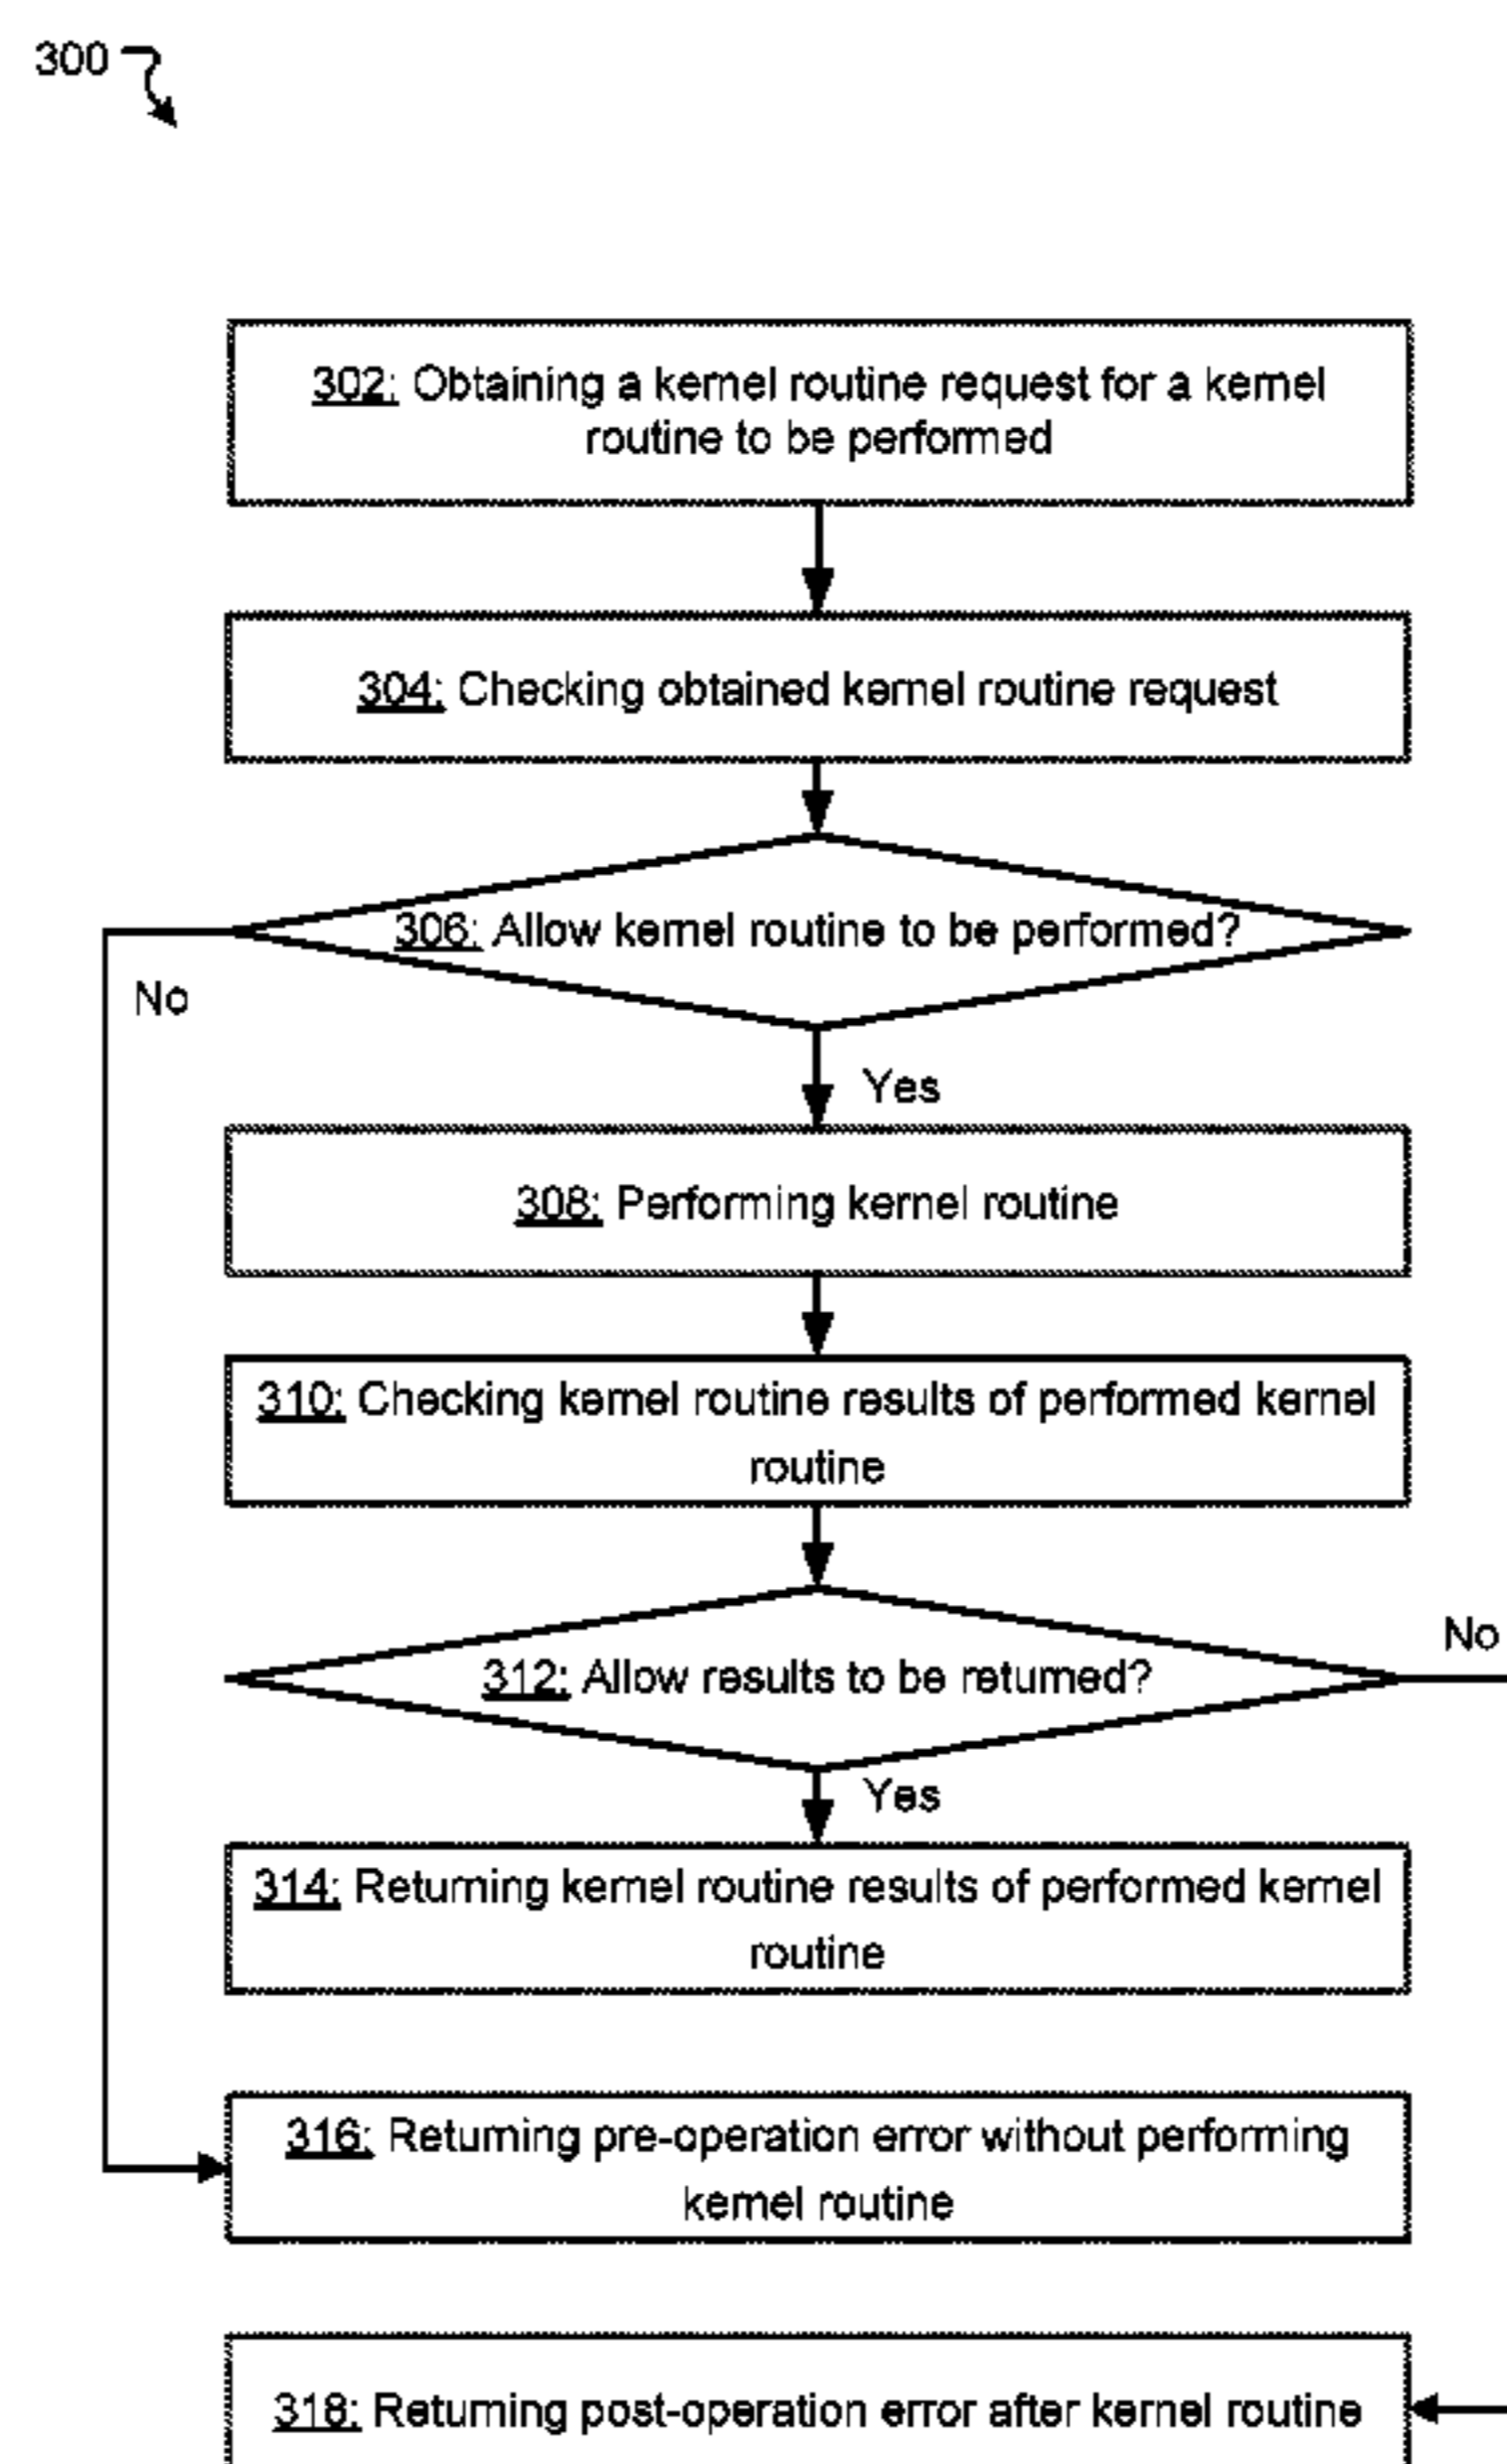 300
302: Obtaining a kernel routine request for a kernel
routine to be performed
304: Checking obtained kernel routine request
306: Allow kernel routine to be performed?
No
Yes
308: Performing kernel routine
310: Checking kernel routine results of performed kernel
routine
No
312: Allow results to be returned?
Yes
314: Returning kernel routine results of performed kernel
routine
316: Returning pre-operation error without performing
kernel routine
318: Returning post-operation error after kernel routine